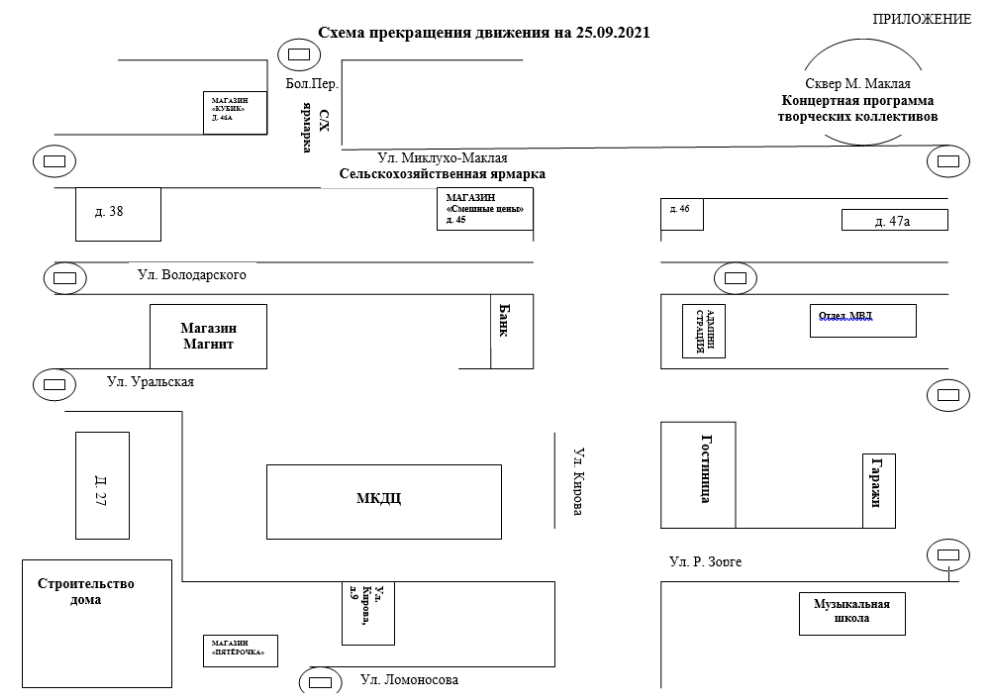 ПРИЛОЖЕНИЕ
Схема прекращения движения на 25.09.2021
Бол.Пер.
С/Х
ярмарка
МАГАЗИН
«КУБИК»
Д. 46А
Сквер М. Маклая
Концертная программа
творческих коллективов
Ул. Миклухо-Маклая
Сельскохозяйственная ярмарка
д. 38
МАГАЗИН
«Смешные цены»
д. 45
д. 46
д. 47а
Ул. Володарского
Магазин
Магнит
Банк
АДМИНИ
СТРАЦИЯ
Отдел МВД
Ул. Уральская
Д. 27
МКДЦ
Ул. Кирова
Гостиница
Гаражи
Строительство
дома
Ул.
Кирова,
д.9
Ул. Р. Зорге
Музыкальная
школа
МАГАЗИН
«ПЯТЁРОЧКА»
Ул. Ломоносова